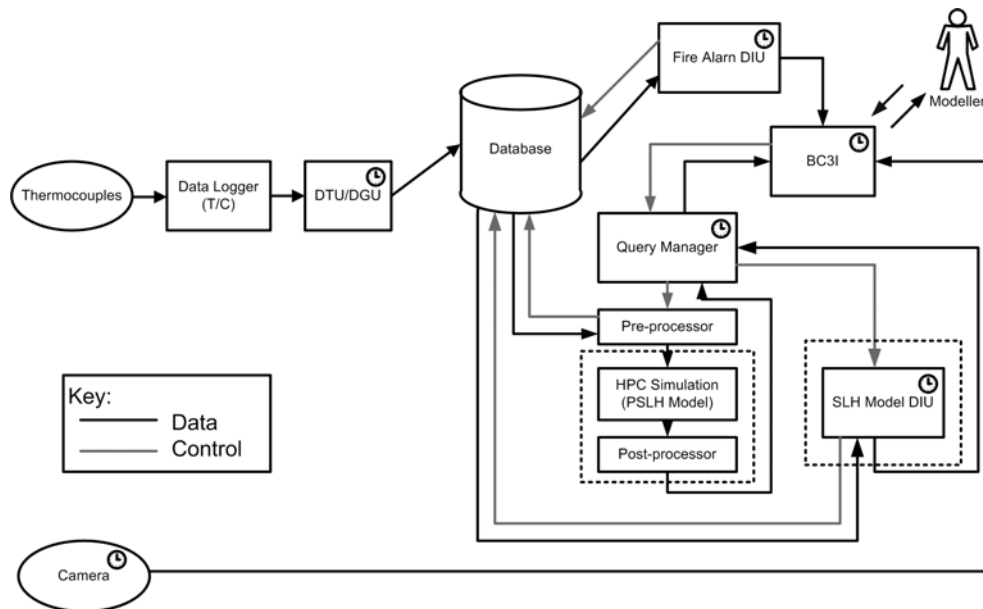 Fire Alarn DIU
Modeller
Database
BC3I
Thermocouples
Data Logger
(T/C)
DTU/DGU
Query Manager
Pre-processor
HPC Simulation
(PSLH Model)
SLH Model DIU
Post-processor
Key:
Data
Control
Camera